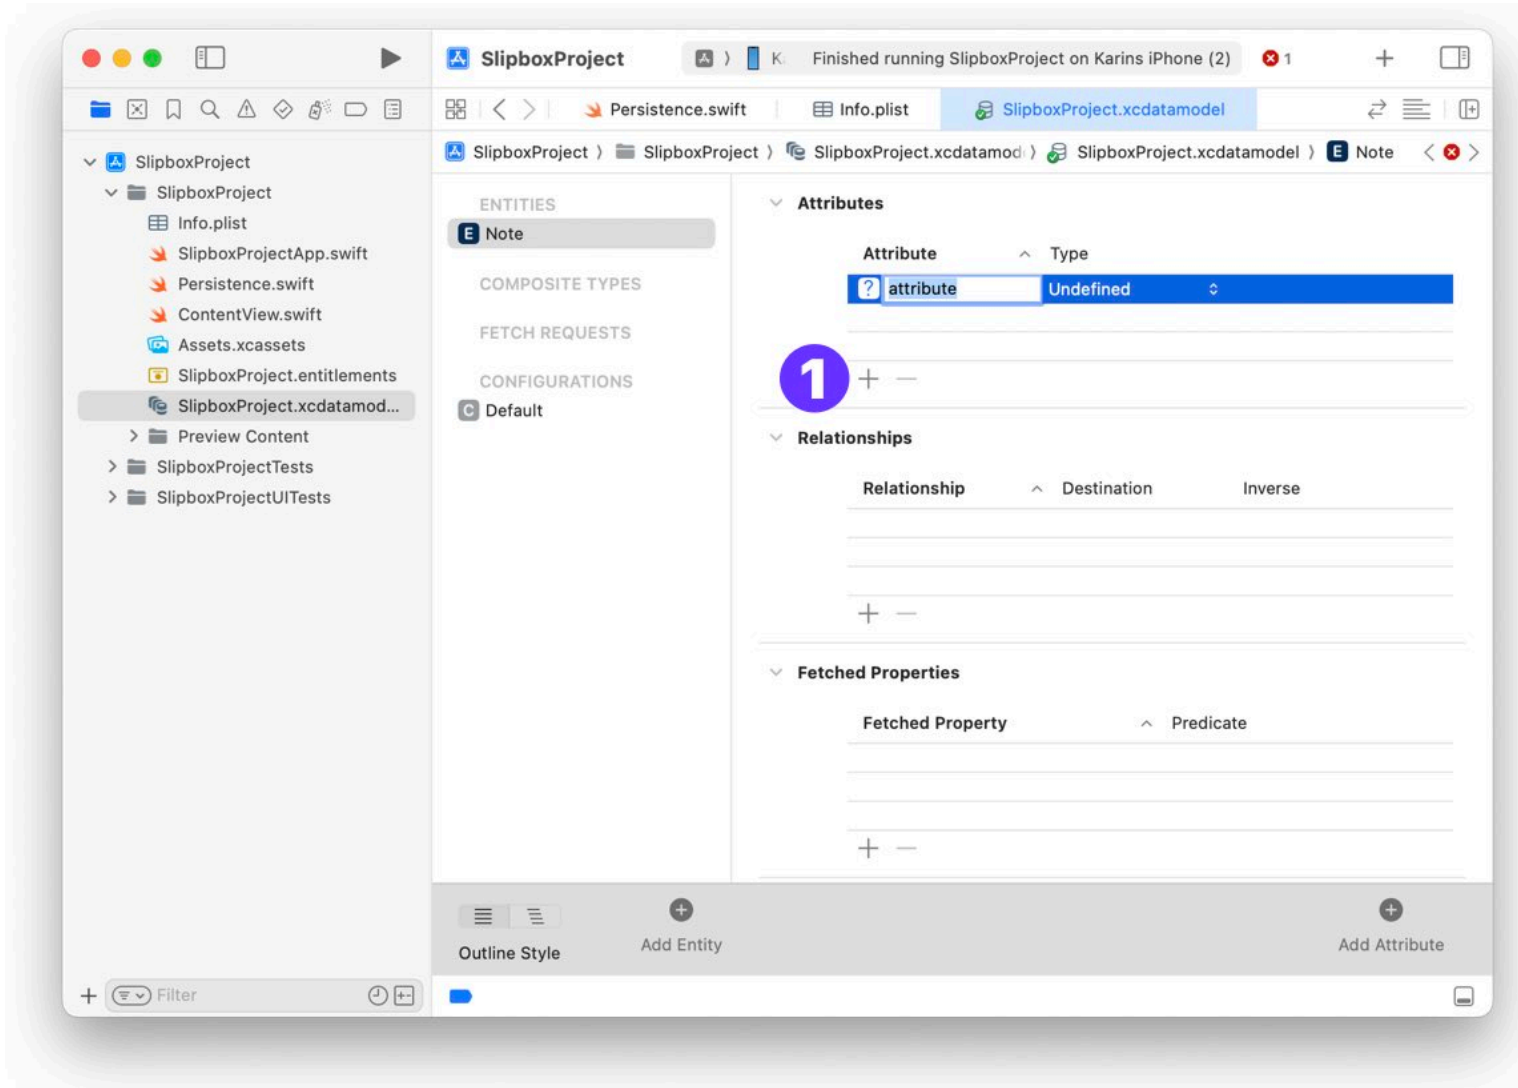 SlipboxProject
K
Finished running SlipboxProject on Karins iPhone (2)
1
Persistence.swift
Info.plist
SlipboxProject.xcdatamodel
SlipboxProject
SlipboxProject
SlipboxProject.xcdatamod
SlipboxProject.xcdatamodel
E Note
SlipboxProject
SlipboxProject
Info.plist
SlipboxProjectApp.swift
Persistence.swift
ContentView.swift
Assets.xcassets
SlipboxProject.entitlements
SlipboxProject.xcdatamod...
Preview Content
SlipboxProjectTests
SlipboxProjectUITests
Filter
ENTITIES
E Note
COMPOSITE TYPES
FETCH REQUESTS
CONFIGURATIONS
C Default
Attributes
Attribute Type
? attribute Undefined
1
Relationships
Relationship Destination Inverse
Fetched Properties
Fetched Property Predicate
Outline Style
Add Entity
Add Attribute